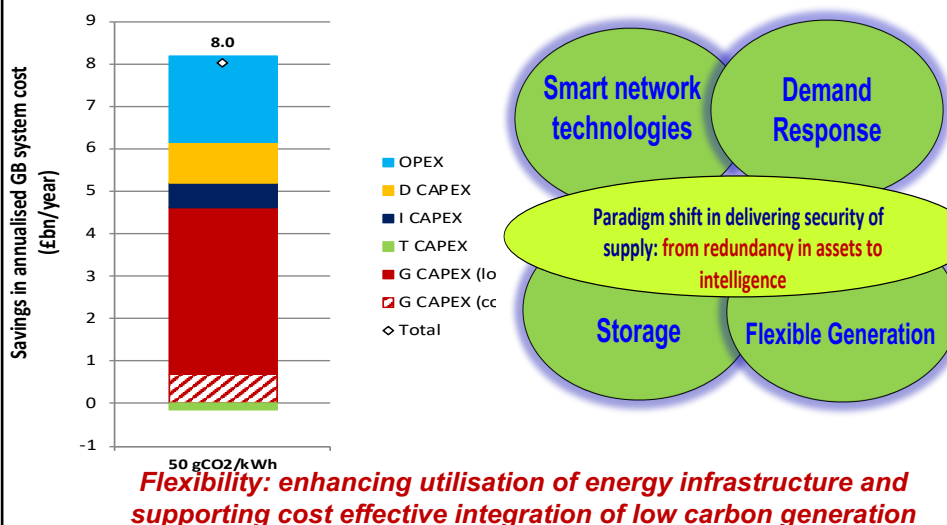 Savings in annualised GB system cost
(£bn/year)
9
8
7
6
5
4
3
2
1
0
-1
8.0
50 gCO2/kWh
OPEX
D CAPEX
I CAPEX
T CAPEX
G CAPEX (lo
G CAPEX (cc
Total
Smart network
technologies
Demand
Response
Paradigm shift in delivering security of
supply: from redundancy in assets to
intelligence
Storage
Flexible Generation
Flexibility: enhancing utilisation of energy infrastructure and
supporting cost effective integration of low carbon generation